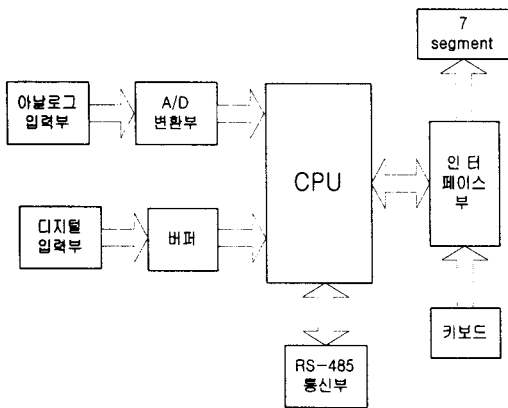 7
segment
아날로그
입력부
A/D
변환부
CPU
인 터
페이스
부
디지털
입력부
버퍼
키보드
RS-485
통신부